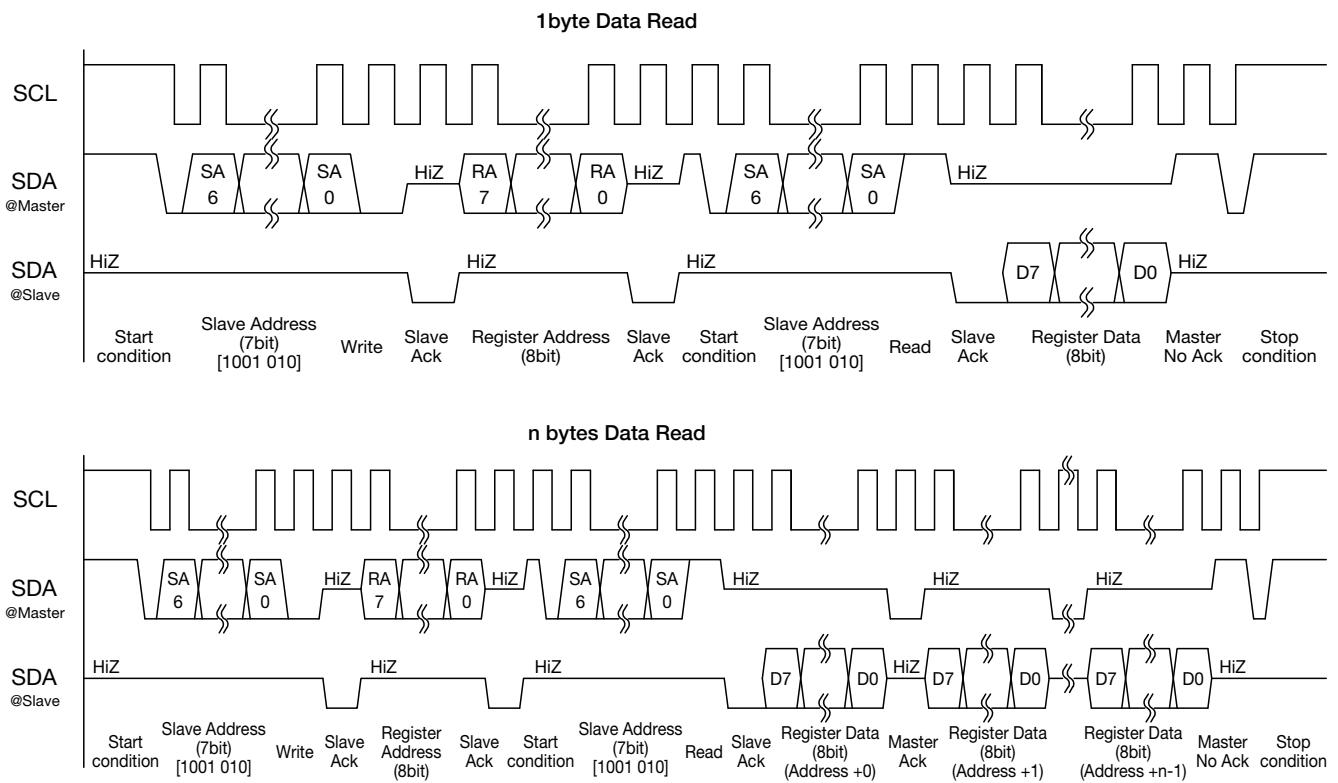 1byte Data Read
SCL
SDA
@Master
SA
6
SA
0
HiZ
RA
7
RA
0
HiZ
SA
6
SA
0
HiZ
SDA
@Slave
HiZ
HiZ
HiZ
D7
D0
HiZ
Start
condition
Slave Address
(7bit)
[1001 010]
Write
Slave
Ack
Register Address
(8bit)
Slave
Ack
Start
condition
Slave Address
(7bit)
[1001 010]
Read
Slave
Ack
Register Data
(8bit)
Master
No Ack
Stop
condition
n bytes Data Read
SCL
SDA
@Master
SA
6
SA
0
HiZ
RA
7
RA
0
HiZ
SA
6
SA
0
HiZ
HiZ
HiZ
SDA
@Slave
HiZ
HiZ
HiZ
D7
D0
HiZ
D7
D0
D7
D0
HiZ
Start
condition
Slave Address
(7bit)
[1001 010]
Write
Slave
Ack
Register
Address
(8bit)
Slave
Ack
Start
condition
Slave Address
(7bit)
[1001 010]
Read
Slave
Ack
Register Data
(8bit)
(Address +0)
Master
Ack
Register Data
(8bit)
(Address +1)
Register Data
(8bit)
(Address +n-1)
Master
No Ack
Stop
condition